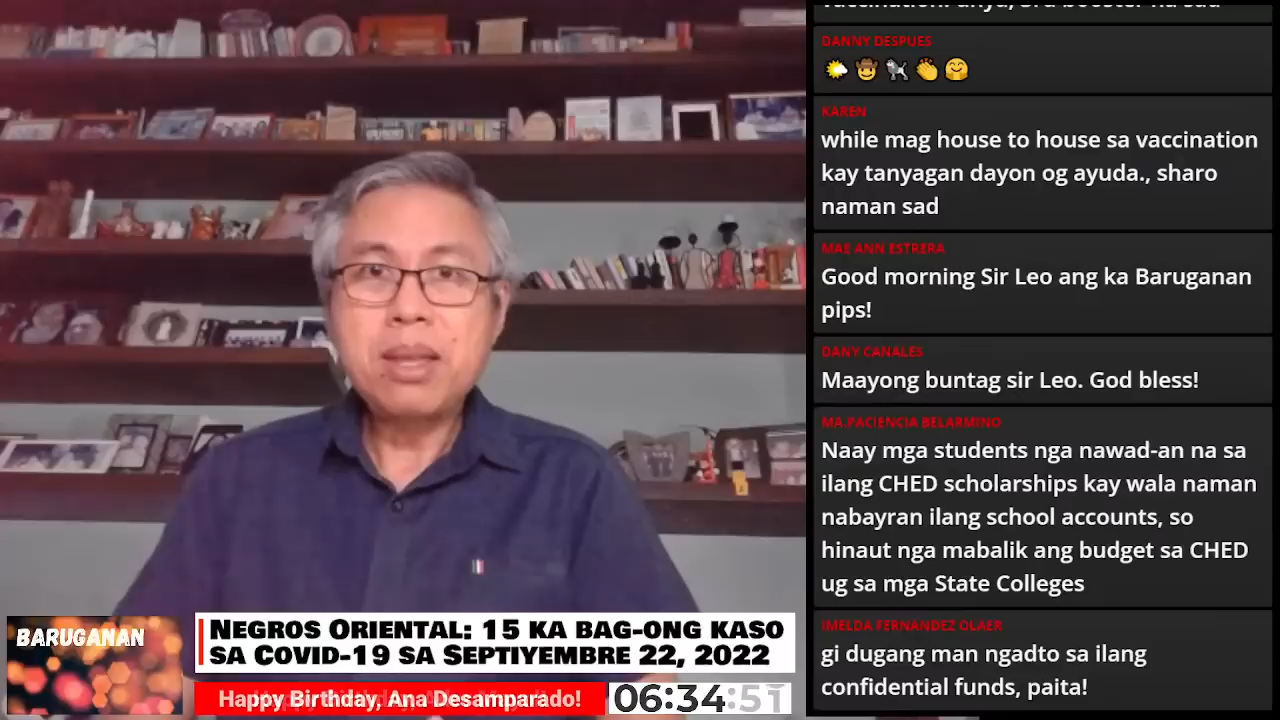 DANNY DESPUES
🌤️ 🤠 🐩 👏 🤗
KAREN
while mag house to house sa vaccination
kay tanyagan dayon og ayuda., sharo
naman sad
MAE ANN ESTRERA
Good morning Sir Leo ang ka Baruganan
pips!
DANY CANALES
Maayong buntag sir Leo. God bless!
MA.PACIENCIA BELARMINO
Naay mga students nga nawad-an na sa
ilang CHED scholarships kay wala naman
nabayran ilang school accounts, so
hinaut nga mabalik ang budget sa CHED
ug sa mga State Colleges
IMELDA FERNANDEZ OLAER
gi dugang man ngadto sa ilang
confidential funds, paita!
BARUGANAN
NEGROS ORIENTAL: 15 KA BAG-ONG KASO
SA COVID-19 SA SEPTIYEMBRE 22, 2022
Happy Birthday, Ana Desamparado!
06:34:51